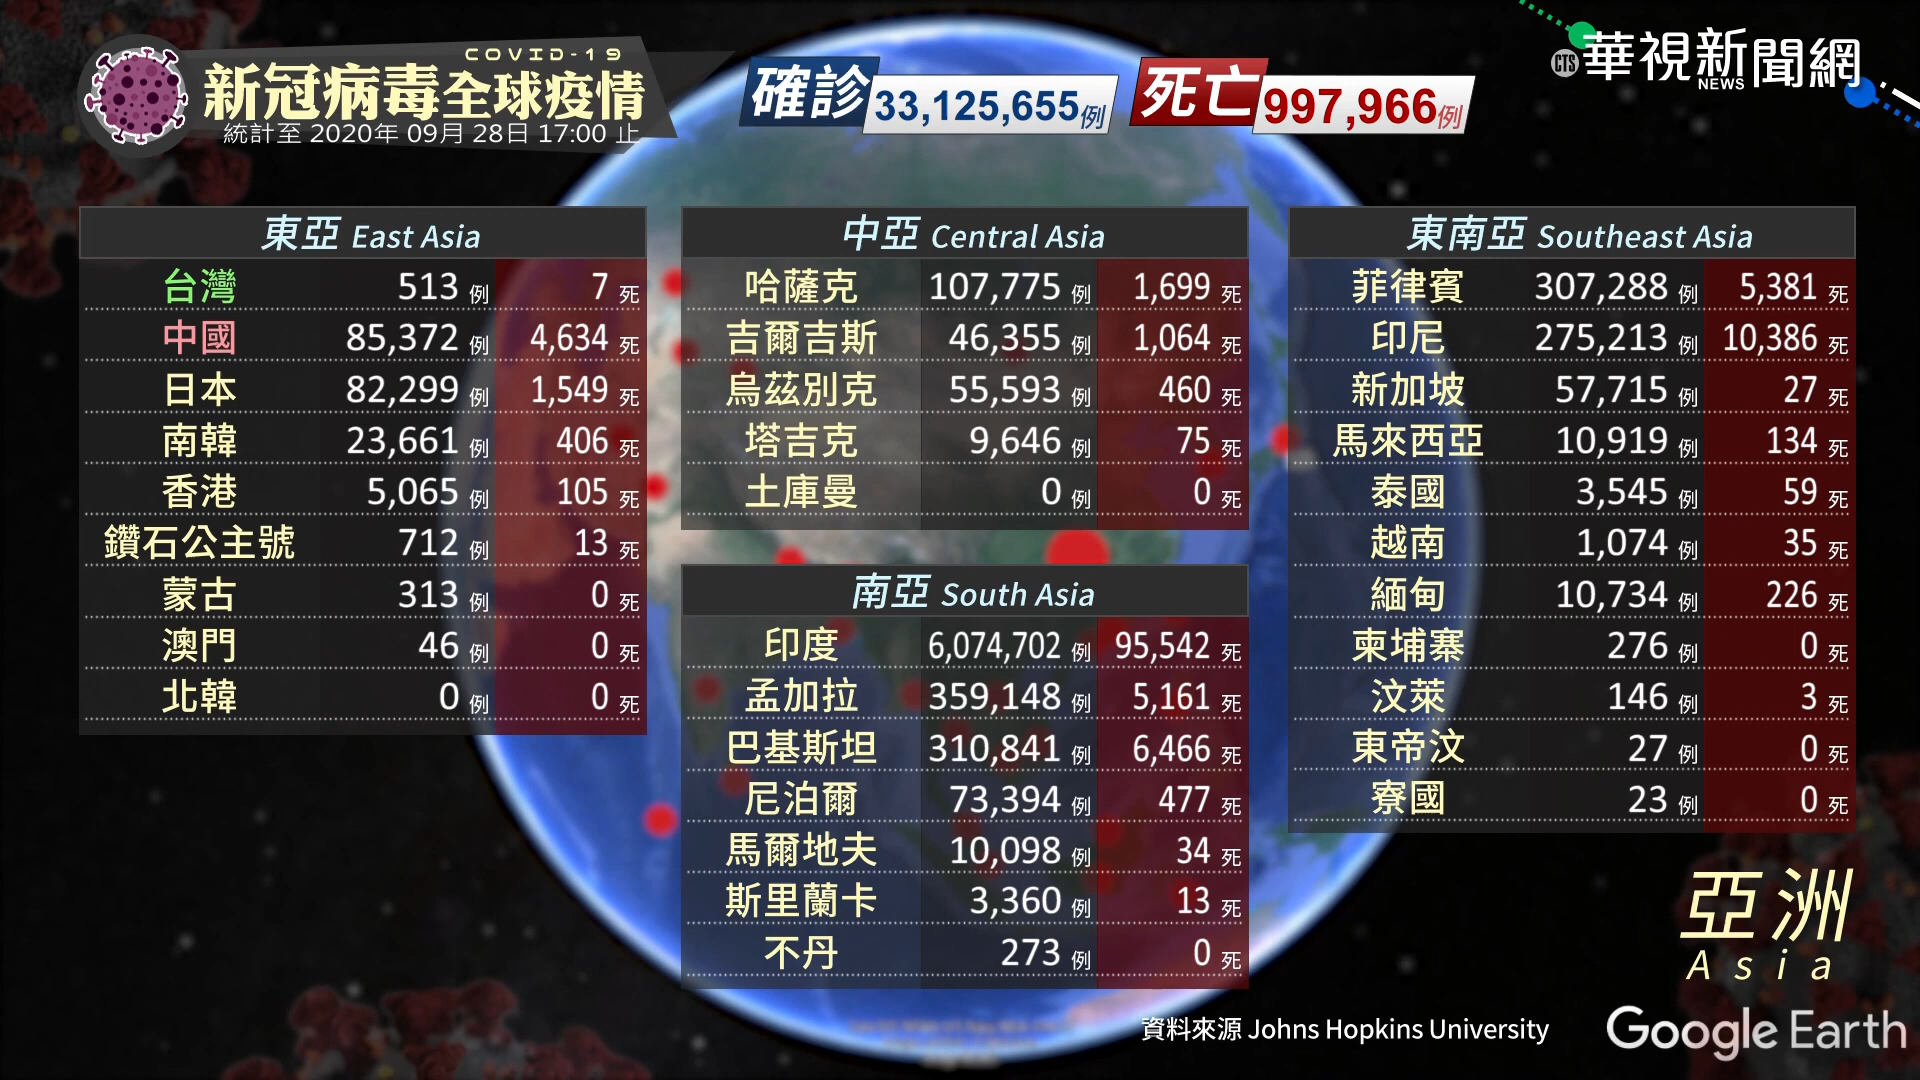 COVID-19
新冠病毒全球疫情
統計至 2020年 09月 28日 17:00 止
確診 33,125,655例
死亡 997,966例
CTS 華視新聞網
NEWS
東亞 East Asia
台灣 513 例 7 死
中國 85,372 例 4,634 死
日本 82,299 例 1,549 死
南韓 23,661 例 406 死
香港 5,065 例 105 死
鑽石公主號 712 例 13 死
蒙古 313 例 0 死
澳門 46 例 0 死
北韓 0 例 0 死
中亞 Central Asia
哈薩克 107,775 例 1,699 死
吉爾吉斯 46,355 例 1,064 死
烏茲別克 55,593 例 460 死
塔吉克 9,646 例 75 死
土庫曼 0 例 0 死
南亞 South Asia
印度 6,074,702 例 95,542 死
孟加拉 359,148 例 5,161 死
巴基斯坦 310,841 例 6,466 死
尼泊爾 73,394 例 477 死
馬爾地夫 10,098 例 34 死
斯里蘭卡 3,360 例 13 死
不丹 273 例 0 死
東南亞 Southeast Asia
菲律賓 307,288 例 5,381 死
印尼 275,213 例 10,386 死
新加坡 57,715 例 27 死
馬來西亞 10,919 例 134 死
泰國 3,545 例 59 死
越南 1,074 例 35 死
緬甸 10,734 例 226 死
柬埔寨 276 例 0 死
汶萊 146 例 3 死
東帝汶 27 例 0 死
寮國 23 例 0 死
亞洲
Asia
資料來源 Johns Hopkins University
Google Earth